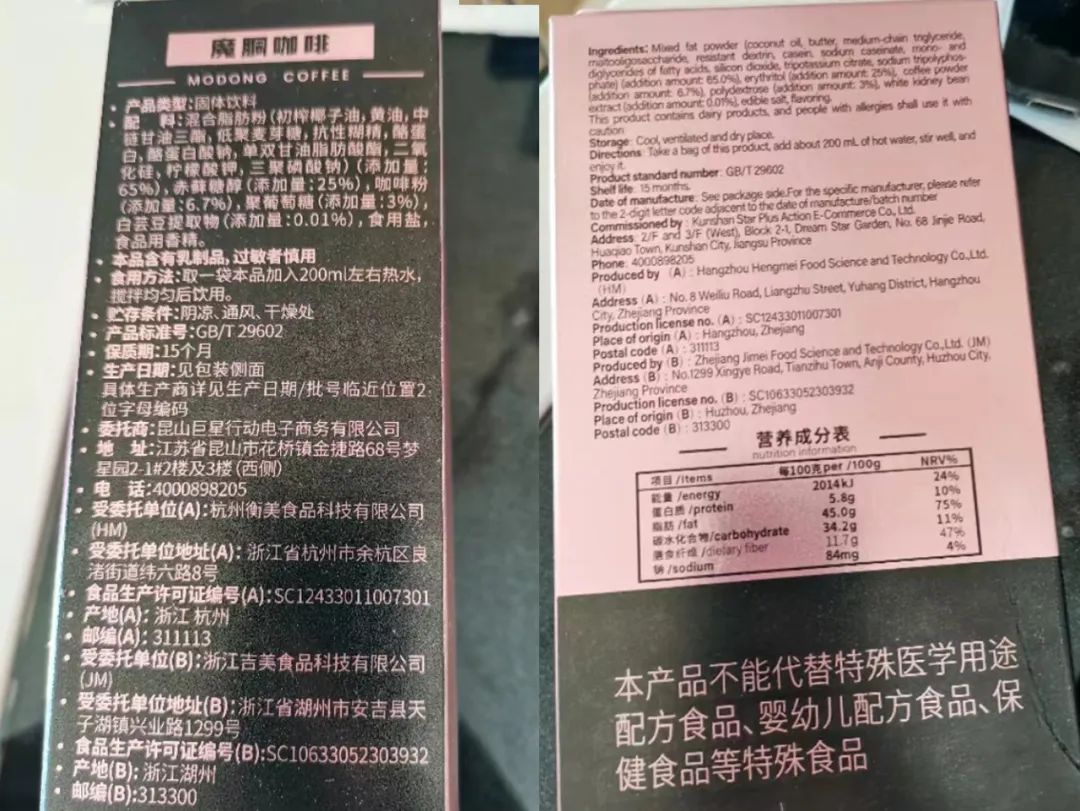 魔胴咖啡
MODONG COFFEE
• 产品类型:固体饮料
• 配 料:混合脂肪粉(初榨椰子油,黄油,中
链甘油三酯,低聚麦芽糖,抗性糊精,酪蛋
白,酪蛋白酸钠,单双甘油脂肪酸酯,二氧
化硅、柠檬酸钾,三聚磷酸钠)(添加量:
65%),赤藓糖醇(添加量:25%),咖啡粉
(添加量:6.7%),聚葡萄糖(添加量:3%),
白芸豆提取物(添加量:0.01%),食用盐,
食品用香精。
• 本品含有乳制品,过敏者慎用
• 食用方法:取一袋本品加入200ml左右热水,
搅拌均匀后饮用。
• 贮存条件:阴凉、通风、干燥处
• 产品标准号:GB/T 29602
• 保质期:15个月
• 生产日期:见包装侧面
具体生产商详见生产日期/批号临近位置2
位字母编码
• 委托商:昆山巨星行动电子商务有限公司
• 地 址:江苏省昆山市花桥镇金捷路68号梦
星园2-1#2楼及3楼(西侧)
• 电 话:4000898205
• 受委托单位(A):杭州衡美食品科技有限公司
(HM)
• 受委托单位地址(A):浙江省杭州市余杭区良
渚街道纬六路8号
• 食品生产许可证编号(A):SC12433011007301
• 产地(A):浙江 杭州
• 邮编(A):311113
• 受委托单位(B):浙江吉美食品科技有限公司
(JM)
• 受委托单位地址(B):浙江省湖州市安吉县天
子湖镇兴业路1299号
• 食品生产许可证编号(B):SC10633052303932
• 产地(B):浙江湖州
• 邮编(B):313300
Ingredients: Mixed fat powder (coconut oil, butter, medium-chain triglyceride,
maltooligosaccharide, resistant dextrin, casein, sodium caseinate, mono- and
diglycerides of fatty acids, silicon dioxide, tripotassium citrate, sodium tripolyphos-
phate) (addition amount: 65.0%), erythritol (addition amount: 25%), coffee powder
(addition amount: 6.7%), polydextrose (addition amount: 3%), white kidney bean
extract (addition amount: 0.01%), edible salt, flavoring.
This product contains dairy products, and people with allergies shall use it with
caution
Storage: Cool, ventilated and dry place.
Directions: Take a bag of this product, add about 200 mL of hot water, stir well, and
enjoy it.
Product standard number: GB/T 29602
Shelf life: 15 months.
Date of manufacture: See package side.For the specific manufacturer, please refer
to the 2-digit letter code adjacent to the date of manufacture/batch number
Commissioned by: Kunshan Star Plus Action E-Commerce Co., Ltd.
Address: 2/F and 3/F (West), Block 2-1, Dream Star Garden, No. 68 Jinjie Road,
Huaqiao Town, Kunshan City, Jiangsu Province
Phone: 4000898205
Produced by (A): Hangzhou Hengmei Food Science and Technology Co.,Ltd.
(HM)
Address (A): No. 8 Weiliu Road, Liangzhu Street, Yuhang District, Hangzhou
City, Zhejiang Province
Production license no. (A): SC12433011007301
Place of origin (A): Hangzhou, Zhejiang
Postal code (A): 311113
Produced by (B): Zhejiang Jimei Food Science and Technology Co., Ltd. (JM)
Address (B): No.1299 Xingye Road, Tianzihu Town, Anji County, Huzhou City,
Zhejiang Province
Production license no. (B): SC10633052303932
Place of origin (B): Huzhou, Zhejiang
Postal code (B): 313300
营养成分表
nutrition information
项目/items 每100克per /100g NRV%
能量/energy 2014kJ 24%
蛋白质/protein 5.8g 10%
脂肪/fat 45.0g 75%
碳水化合物/carbohydrate 34.2g 11%
膳食纤维/dietary fiber 11.7g 47%
钠/sodium 84mg 4%
本产品不能代替特殊医学用途
配方食品、婴幼儿配方食品、保
健食品等特殊食品